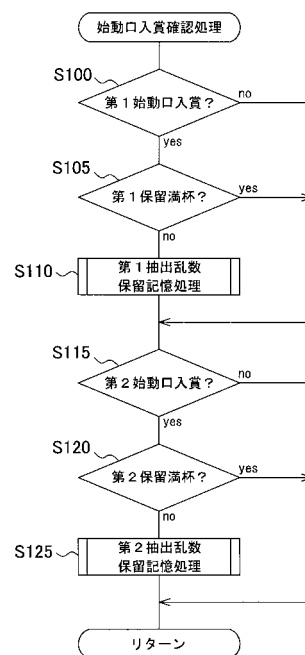 始動口入賞確認処理
S100
第1始動口入賞?
no
yes
S105
第1保留満杯?
yes
no
S110
第1抽出乱数
保留記憶処理
S115
第2始動口入賞?
no
yes
S120
第2保留満杯?
yes
no
S125
第2抽出乱数
保留記憶処理
リターン